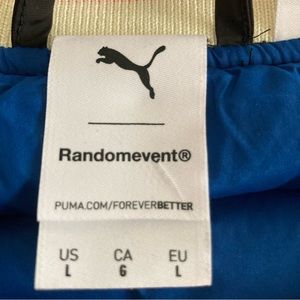 Randomevent®
PUMA.COM/FOREVERBETTER
US CA EU
L G L